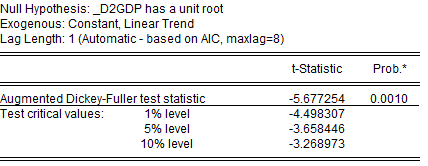 Null Hypothesis: _D2GDP has a unit root
Exogenous: Constant, Linear Trend
Lag Length: 1 (Automatic - based on AIC, maxlag=8)
t-Statistic Prob.*
Augmented Dickey-Fuller test statistic -5.677254 0.0010
Test critical values: 1% level -4.498307
5% level -3.658446
10% level -3.268973